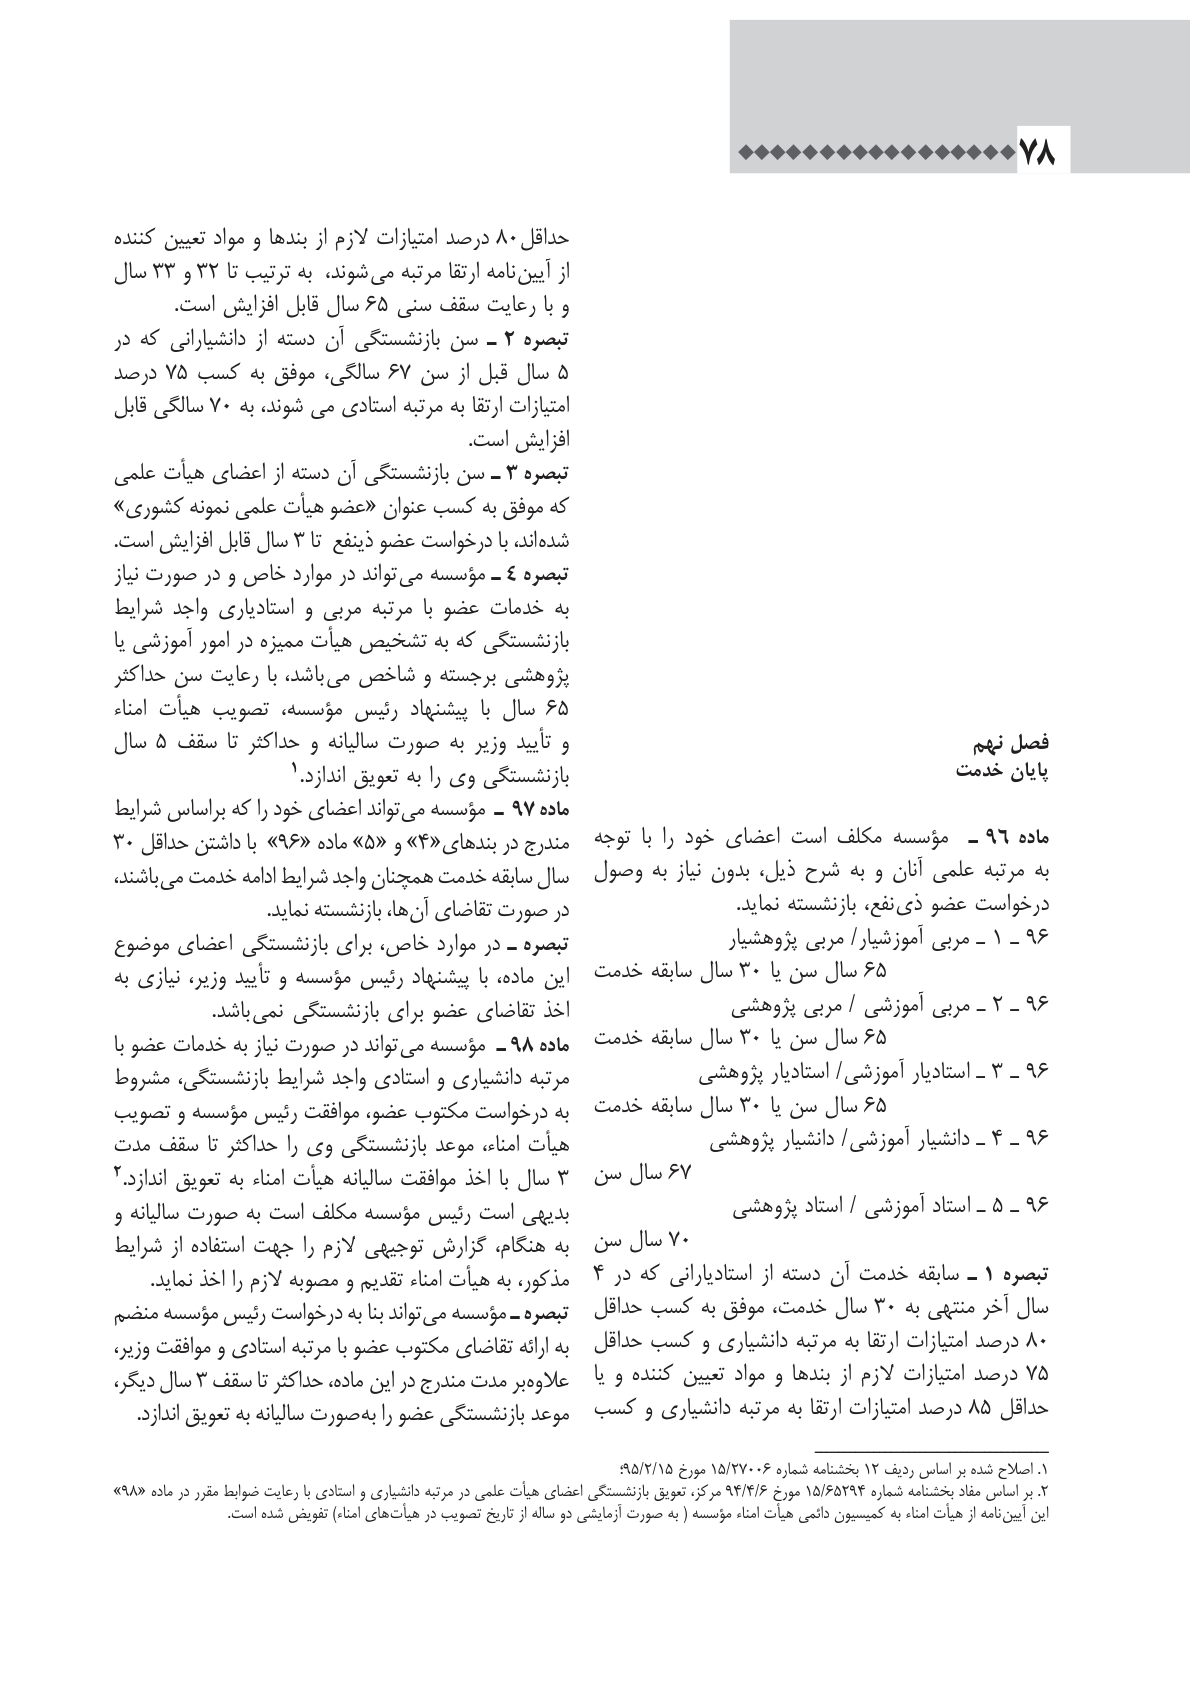 ۷۸
فصل نهم
پایان خدمت
ماده ۹۶ ـ مؤسسه مکلف است اعضای خود را با توجه
به مرتبه علمی آنان و به شرح ذیل، بدون نیاز به وصول
درخواست عضو ذی‌نفع، بازنشسته نماید.
۹۶ ـ ۱ ـ مربی آموزشیار/ مربی پژوهشیار
۶۵ سال سن یا ۳۰ سال سابقه خدمت
۹۶ ـ ۲ ـ مربی آموزشی / مربی پژوهشی
۶۵ سال سن یا ۳۰ سال سابقه خدمت
۹۶ ـ ۳ ـ استادیار آموزشی/ استادیار پژوهشی
۶۵ سال سن یا ۳۰ سال سابقه خدمت
۹۶ ـ ۴ ـ دانشیار آموزشی/ دانشیار پژوهشی
۶۷ سال سن
۹۶ ـ ۵ ـ استاد آموزشی / استاد پژوهشی
۷۰ سال سن
تبصره ۱ ـ سابقه خدمت آن دسته از استادیارانی که در ۴
سال آخر منتهی به ۳۰ سال خدمت، موفق به کسب حداقل
۸۰ درصد امتیازات ارتقا به مرتبه دانشیاری و کسب حداقل
۷۵ درصد امتیازات لازم از بندها و مواد تعیین کننده و یا
حداقل ۸۵ درصد امتیازات ارتقا به مرتبه دانشیاری و کسب
حداقل۸۰ درصد امتیازات لازم از بندها و مواد تعیین کننده
از آیین‌نامه ارتقا مرتبه می‌شوند، به ترتیب تا ۳۲ و ۳۳ سال
و با رعایت سقف سنی ۶۵ سال قابل افزایش است.
تبصره ۲ ـ سن بازنشستگی آن دسته از دانشیارانی که در
۵ سال قبل از سن ۶۷ سالگی، موفق به کسب ۷۵ درصد
امتیازات ارتقا به مرتبه استادی می شوند، به ۷۰ سالگی قابل
افزایش است.
تبصره ۳ ـ سن بازنشستگی آن دسته از اعضای هیأت علمی
که موفق به کسب عنوان «عضو هیأت علمی نمونه کشوری»
شده‌اند، با درخواست عضو ذینفع تا ۳ سال قابل افزایش است.
تبصره ٤ ـ مؤسسه می‌تواند در موارد خاص و در صورت نیاز
به خدمات عضو با مرتبه مربی و استادیاری واجد شرایط
بازنشستگی که به تشخیص هیأت ممیزه در امور آموزشی یا
پژوهشی برجسته و شاخص می‌باشد، با رعایت سن حداکثر
۶۵ سال با پیشنهاد رئیس مؤسسه، تصویب هیأت امناء
و تأیید وزیر به صورت سالیانه و حداکثر تا سقف ۵ سال
بازنشستگی وی را به تعویق اندازد.۱
ماده ۹۷ ـ مؤسسه می‌تواند اعضای خود را که براساس شرایط
مندرج در بندهای«۴» و «۵» ماده «۹۶» با داشتن حداقل ۳۰
سال سابقه خدمت همچنان واجد شرایط ادامه خدمت می‌باشند،
در صورت تقاضای آن‌ها، بازنشسته نماید.
تبصره ـ در موارد خاص، برای بازنشستگی اعضای موضوع
این ماده، با پیشنهاد رئیس مؤسسه و تأیید وزیر، نیازی به
اخذ تقاضای عضو برای بازنشستگی نمی‌باشد.
ماده ۹۸ ـ مؤسسه می‌تواند در صورت نیاز به خدمات عضو با
مرتبه دانشیاری و استادی واجد شرایط بازنشستگی، مشروط
به درخواست مکتوب عضو، موافقت رئیس مؤسسه و تصویب
هیأت امناء، موعد بازنشستگی وی را حداکثر تا سقف مدت
۳ سال با اخذ موافقت سالیانه هیأت امناء به تعویق اندازد.۲
بدیهی است رئیس مؤسسه مکلف است به صورت سالیانه و
به هنگام، گزارش توجیهی لازم را جهت استفاده از شرایط
مذکور، به هیأت امناء تقدیم و مصوبه لازم را اخذ نماید.
تبصره ـ مؤسسه می‌تواند بنا به درخواست رئیس مؤسسه منضم
به ارائه تقاضای مکتوب عضو با مرتبه استادی و موافقت وزیر،
علاوه‌بر مدت مندرج در این ماده، حداکثر تا سقف ۳ سال دیگر،
موعد بازنشستگی عضو را به‌صورت سالیانه به تعویق اندازد.
۱. اصلاح شده بر اساس ردیف ۱۲ بخشنامه شماره ۱۵/۲۷۰۰۶ مورخ ۹۵/۲/۱۵؛
۲. بر اساس مفاد بخشنامه شماره ۱۵/۶۵۲۹۴ مورخ ۹۴/۴/۶ مرکز، تعویق بازنشستگی اعضای هیأت علمی در مرتبه دانشیاری و استادی با رعایت ضوابط مقرر در ماده «۹۸»
این آیین‌نامه از هیأت امناء به کمیسیون دائمی هیأت امناء مؤسسه ( به صورت آزمایشی دو ساله از تاریخ تصویب در هیأت‌های امناء) تفویض شده است.